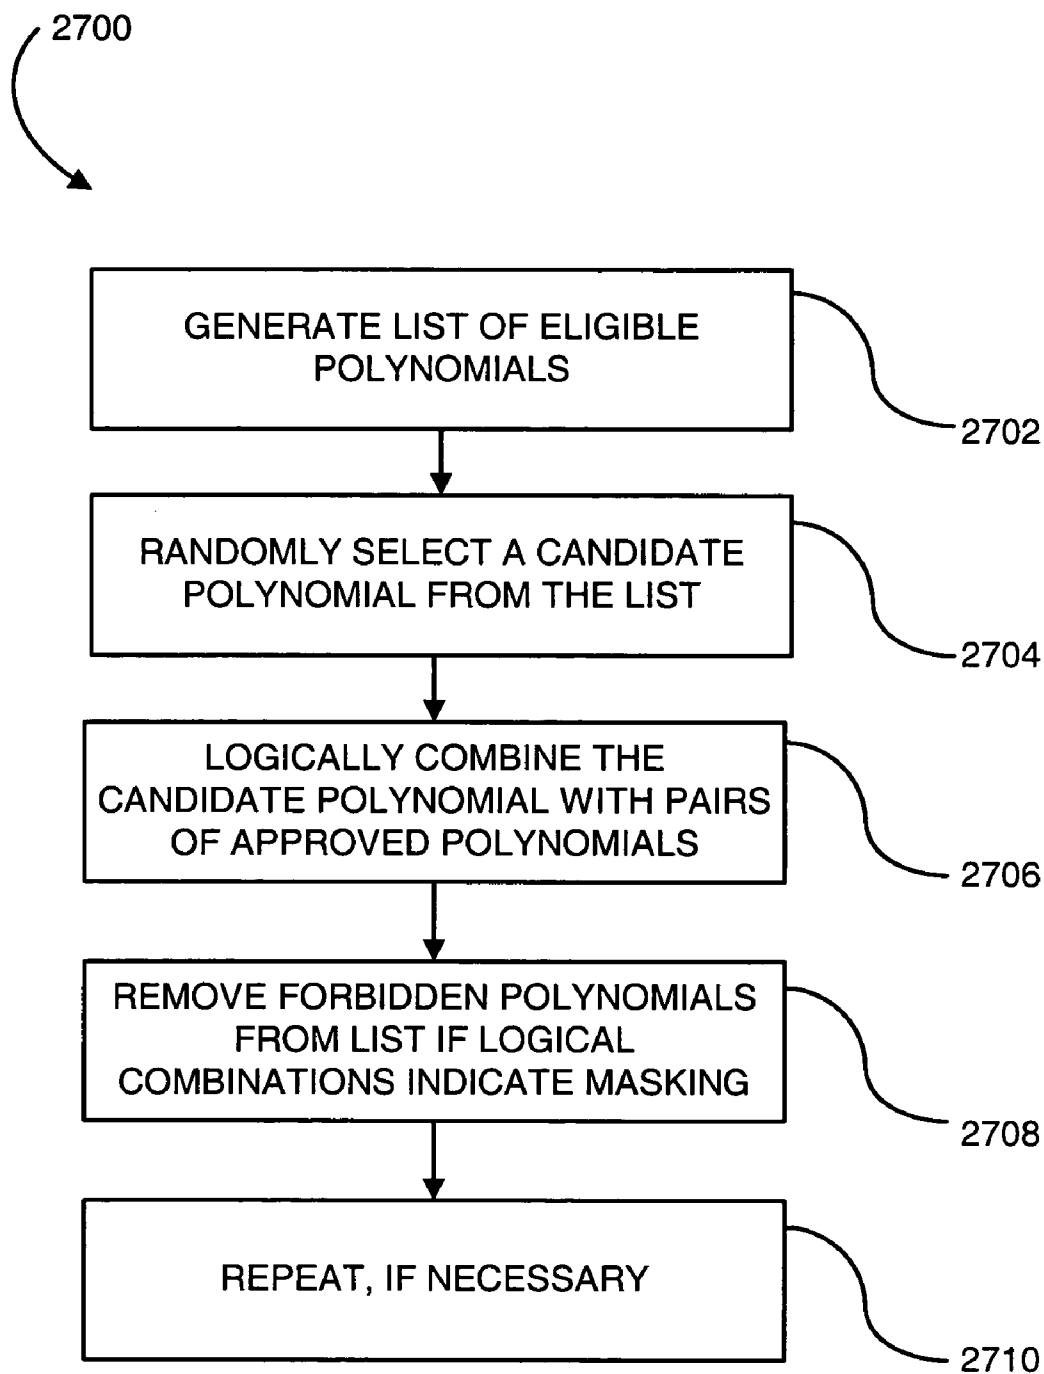 2700
GENERATE LIST OF ELIGIBLE
POLYNOMIALS
2702
RANDOMLY SELECT A CANDIDATE
POLYNOMIAL FROM THE LIST
2704
LOGICALLY COMBINE THE
CANDIDATE POLYNOMIAL WITH PAIRS
OF APPROVED POLYNOMIALS
2706
REMOVE FORBIDDEN POLYNOMIALS
FROM LIST IF LOGICAL
COMBINATIONS INDICATE MASKING
2708
REPEAT, IF NECESSARY
2710